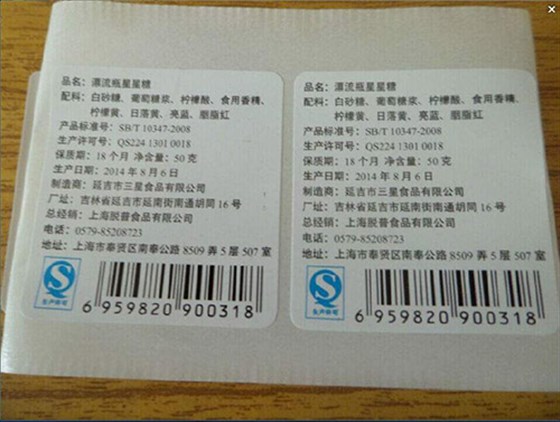 品名：漂流瓶星星糖
配料：白砂糖、葡萄糖浆、柠檬酸、食用香精、
柠檬黄、日落黄、亮蓝、胭脂红
产品标准号：SB/T 10347-2008
生产许可号：QS224 1301 0018
保质期：18个月 净含量：50克
生产日期：2014年8月6日
制造商：延吉市三星食品有限公司
厂址：吉林省延吉市延南街南通胡同16号
总经销：上海脱普食品有限公司
电话：0579-85208723
地址：上海市奉贤区南奉公路8509弄5层507室
生产许可
6 959820 900318
品名：漂流瓶星星糖
配料：白砂糖、葡萄糖浆、柠檬酸、食用香精、
柠檬黄、日落黄、亮蓝、胭脂红
产品标准号：SB/T 10347-2008
生产许可号：QS224 1301 0018
保质期：18个月 净含量：50克
生产日期：2014年8月6日
制造商：延吉市三星食品有限公司
厂址：吉林省延吉市延南街南通胡同16号
总经销：上海脱普食品有限公司
电话：0579-85208723
地址：上海市奉贤区南奉公路8509弄5层507室
生产许可
6 959820 900318